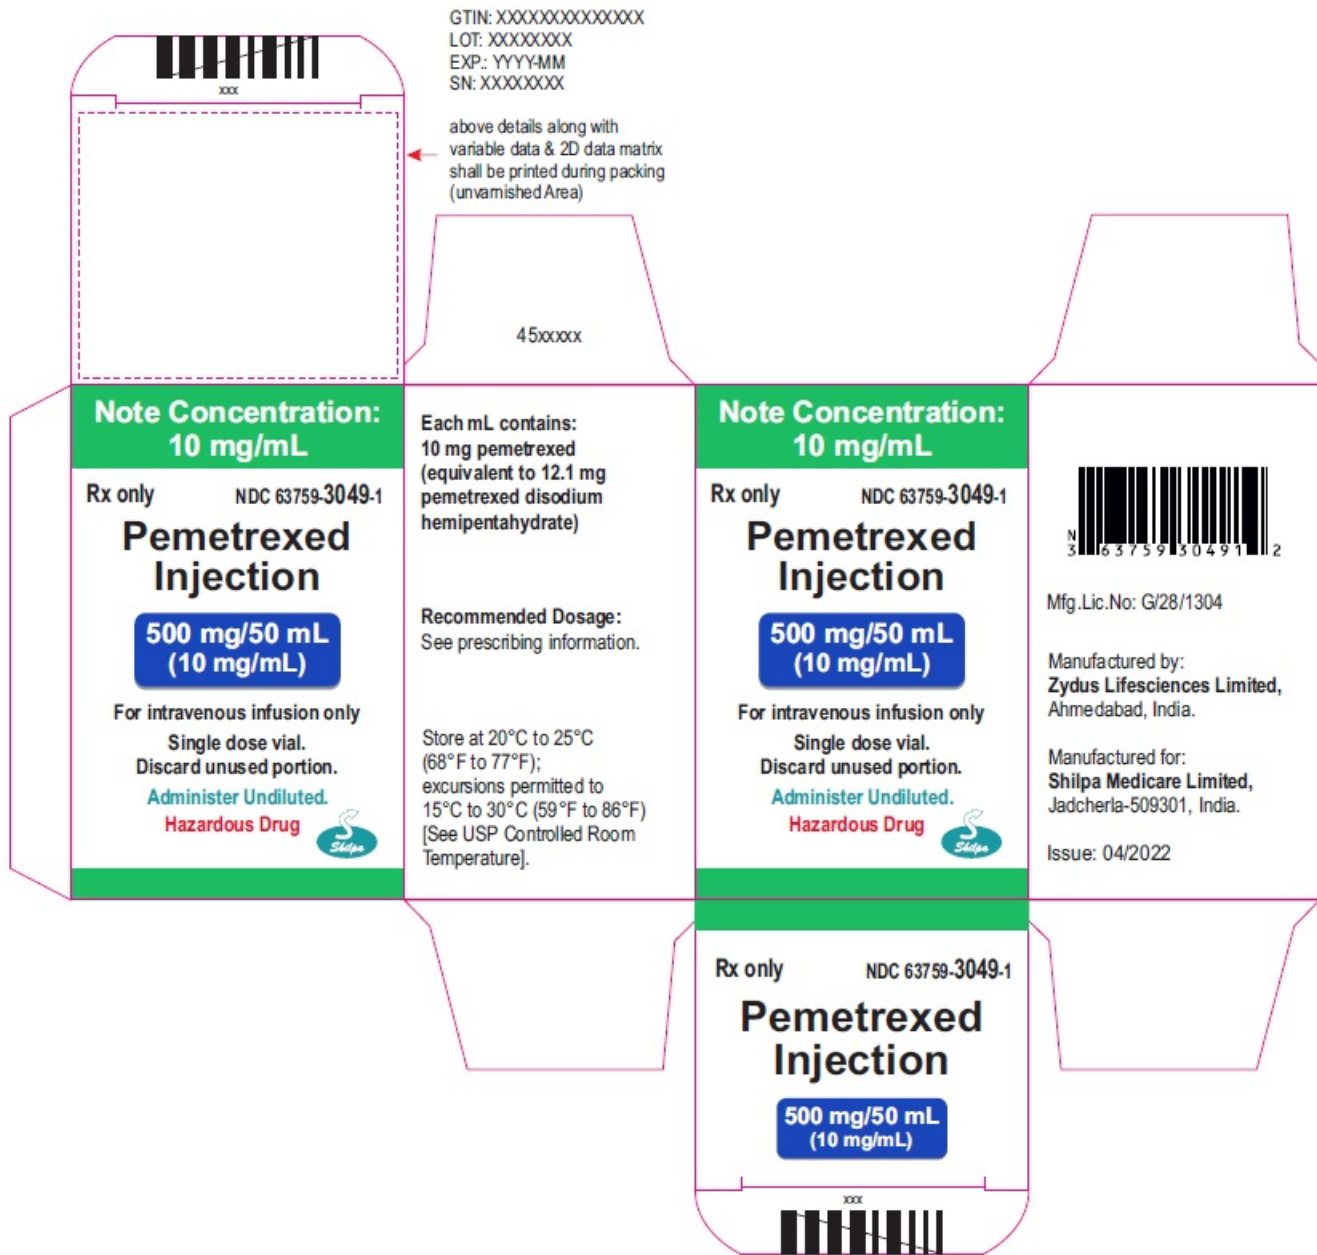 GTIN: XXXXXXXXXXXXXX
LOT: XXXXXXXX
EXP.: YYYY-MM
SN: XXXXXXXX
above details along with
variable data & 2D data matrix
shall be printed during packing
(unvarnished Area)
xxx
45xxxxx
Note Concentration:
10 mg/mL
Rx only NDC 63759-3049-1
Pemetrexed
Injection
500 mg/50 mL
(10 mg/mL)
For intravenous infusion only
Single dose vial.
Discard unused portion.
Administer Undiluted.
Hazardous Drug
Shilpa
Each mL contains:
10 mg pemetrexed
(equivalent to 12.1 mg
pemetrexed disodium
hemipentahydrate)
Recommended Dosage:
See prescribing information.
Store at 20°C to 25°C
(68°F to 77°F);
excursions permitted to
15°C to 30°C (59°F to 86°F)
[See USP Controlled Room
Temperature].
Note Concentration:
10 mg/mL
Rx only NDC 63759-3049-1
Pemetrexed
Injection
500 mg/50 mL
(10 mg/mL)
For intravenous infusion only
Single dose vial.
Discard unused portion.
Administer Undiluted.
Hazardous Drug
Shilpa
N
3 63759 30491 2
Mfg.Lic.No: G/28/1304
Manufactured by:
Zydus Lifesciences Limited,
Ahmedabad, India.
Manufactured for:
Shilpa Medicare Limited,
Jadcherla-509301, India.
Issue: 04/2022
Rx only NDC 63759-3049-1
Pemetrexed
Injection
500 mg/50 mL
(10 mg/mL)
xxx